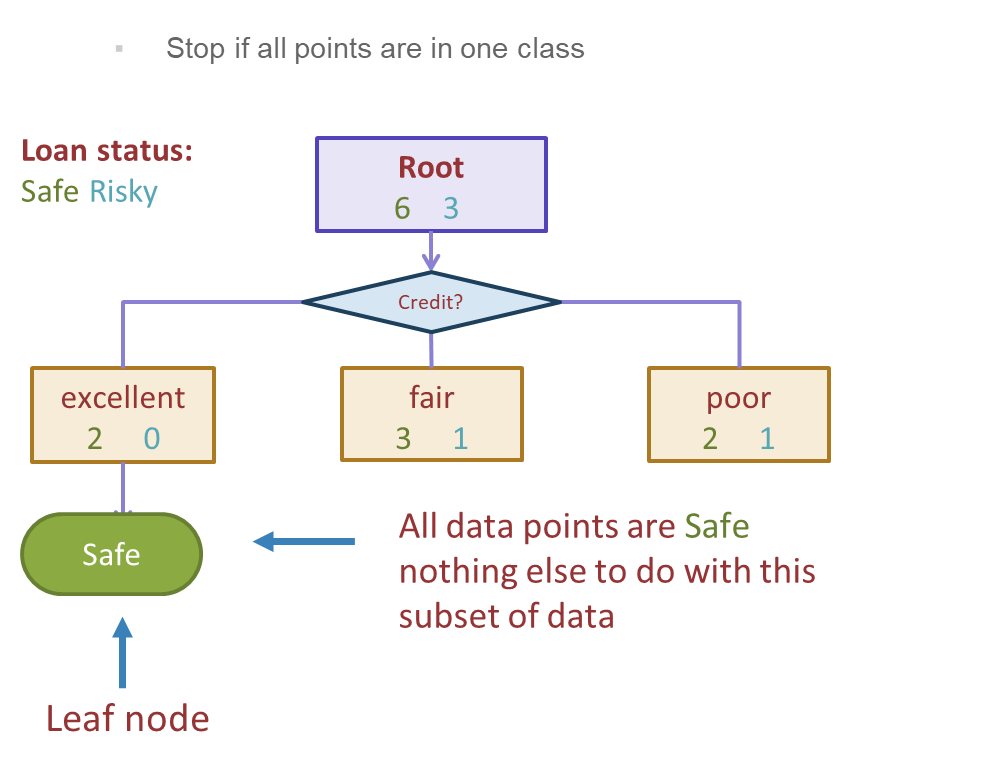 ▪ Stop if all points are in one class
Loan status:
Safe Risky
Root
6 3
Credit?
excellent
2 0
fair
3 1
poor
2 1
Safe
All data points are Safe
nothing else to do with this
subset of data
Leaf node